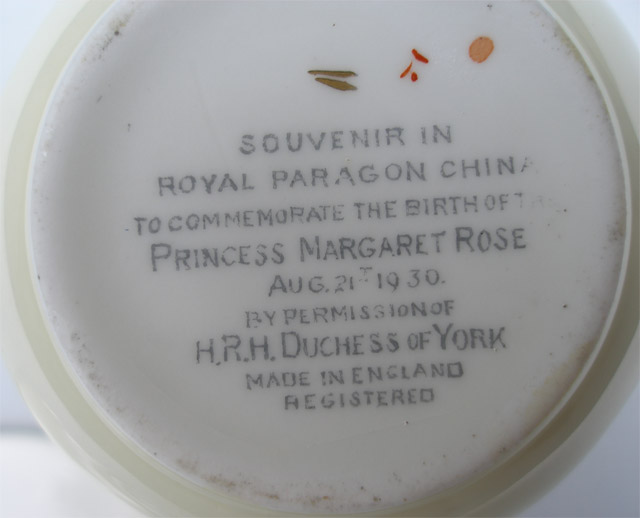 SOUVENIR IN
ROYAL PARAGON CHINA
TO COMMEMORATE THE BIRTH OF
PRINCESS MARGARET ROSE
AUG. 21ST 1930.
BY PERMISSION OF
H.R.H. DUCHESS OF YORK
MADE IN ENGLAND
REGISTERED